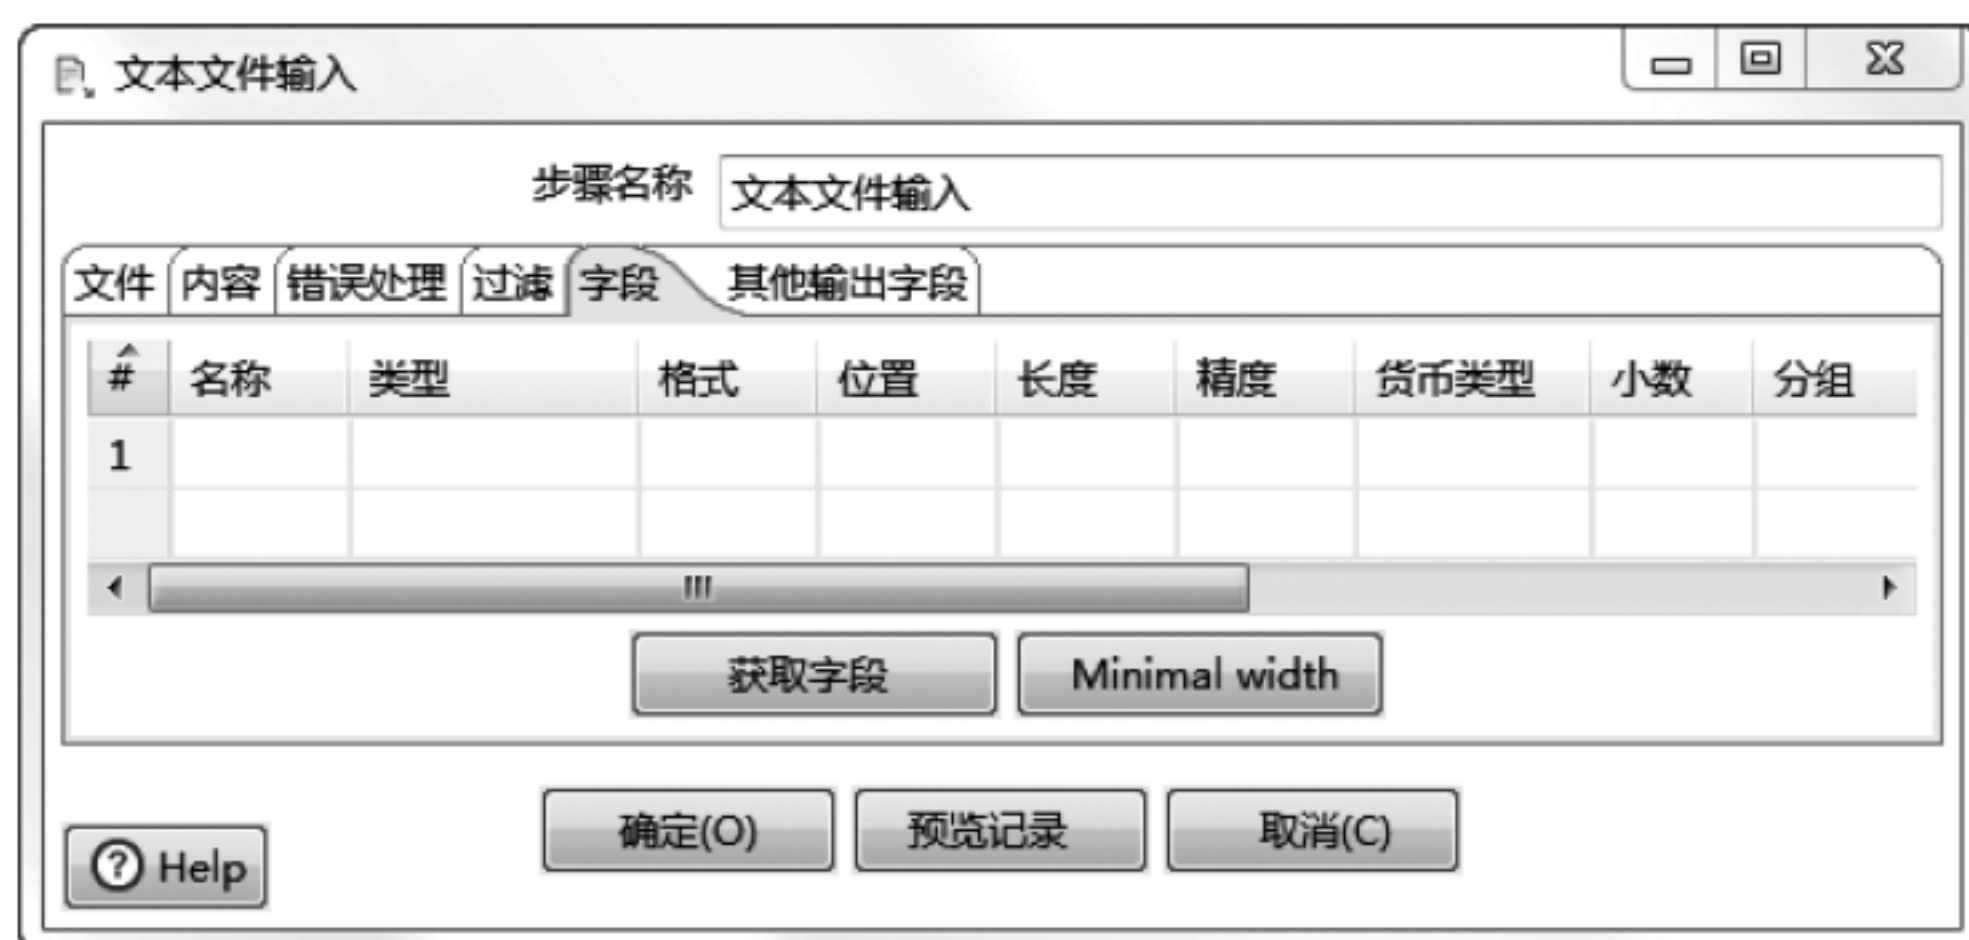 文本文件输入
步骤名称 文本文件输入
文件 内容 错误处理 过滤 字段 其他输出字段
# 名称 类型 格式 位置 长度 精度 货币类型 小数 分组
1
获取字段 Minimal width
确定(O) 预览记录 取消(C)
Help